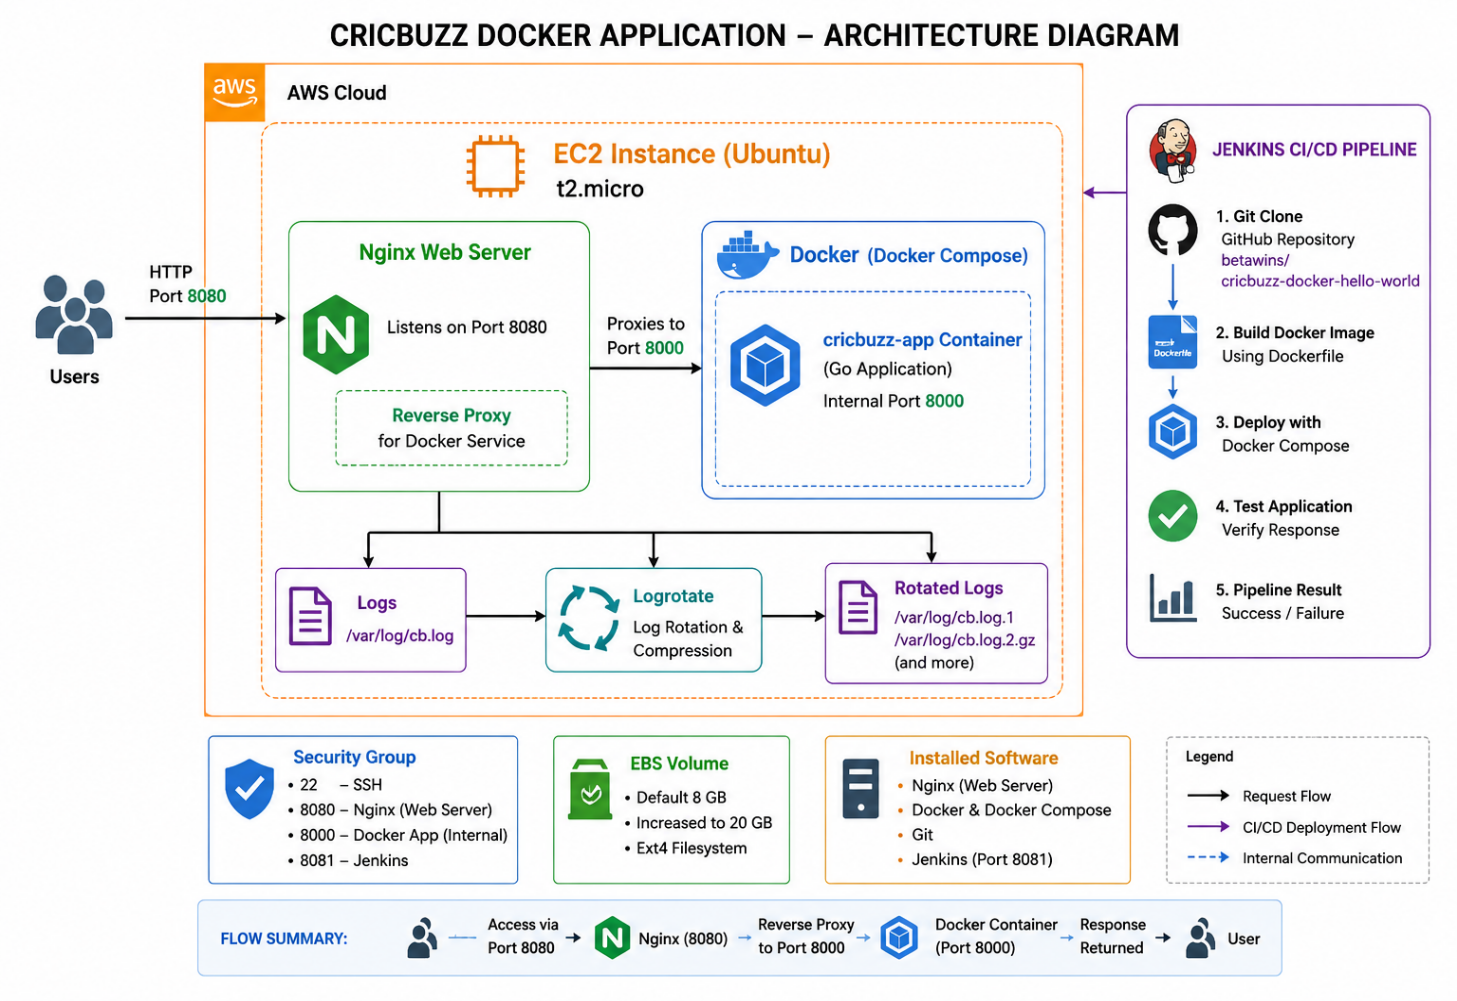 CRICBUZZ DOCKER APPLICATION – ARCHITECTURE DIAGRAM
aws
AWS Cloud
EC2 Instance (Ubuntu)
t2.micro
Users
HTTP
Port 8080
Nginx Web Server
N
Listens on Port 8080
Reverse Proxy
for Docker Service
Proxies to
Port 8000
Docker (Docker Compose)
cricbuzz-app Container
(Go Application)
Internal Port 8000
Logs
/var/log/cb.log
Logrotate
Log Rotation &
Compression
Rotated Logs
/var/log/cb.log.1
/var/log/cb.log.2.gz
(and more)
JENKINS CI/CD PIPELINE
1. Git Clone
GitHub Repository
betawins/
cricbuzz-docker-hello-world
Dockerfile
2. Build Docker Image
Using Dockerfile
3. Deploy with
Docker Compose
4. Test Application
Verify Response
5. Pipeline Result
Success / Failure
Security Group
• 22 – SSH
• 8080 – Nginx (Web Server)
• 8000 – Docker App (Internal)
• 8081 – Jenkins
EBS Volume
• Default 8 GB
• Increased to 20 GB
• Ext4 Filesystem
Installed Software
• Nginx (Web Server)
• Docker & Docker Compose
• Git
• Jenkins (Port 8081)
Legend
Request Flow
CI/CD Deployment Flow
Internal Communication
FLOW SUMMARY:
Access via
Port 8080
N
Nginx (8080)
Reverse Proxy
to Port 8000
Docker Container
(Port 8000)
Response
Returned
User